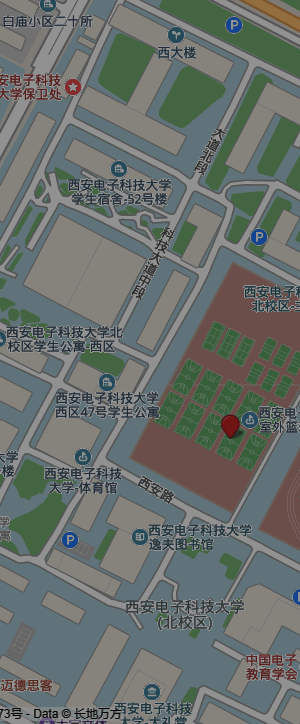 白庙小区二十所
P
西大楼
安电子科技
大学保卫处
大道北段
西安电子科技大学
学生宿舍-52号楼
科技大道中段
P
西安电子科
北校区-
西安电子科技大学北
校区学生公寓-西区
西安电子科技大学
西区47号学生公寓
西安电子
室外篮
大学
楼
西安电子科技
大学-体育馆
西安路
学
P
西安电子科技大学
逸夫图书馆
西安电子科技大学
(北校区)
中国电子
教育学会
迈德思客
西安电子科技
大学-大礼堂
73号 - Data © 长地万方